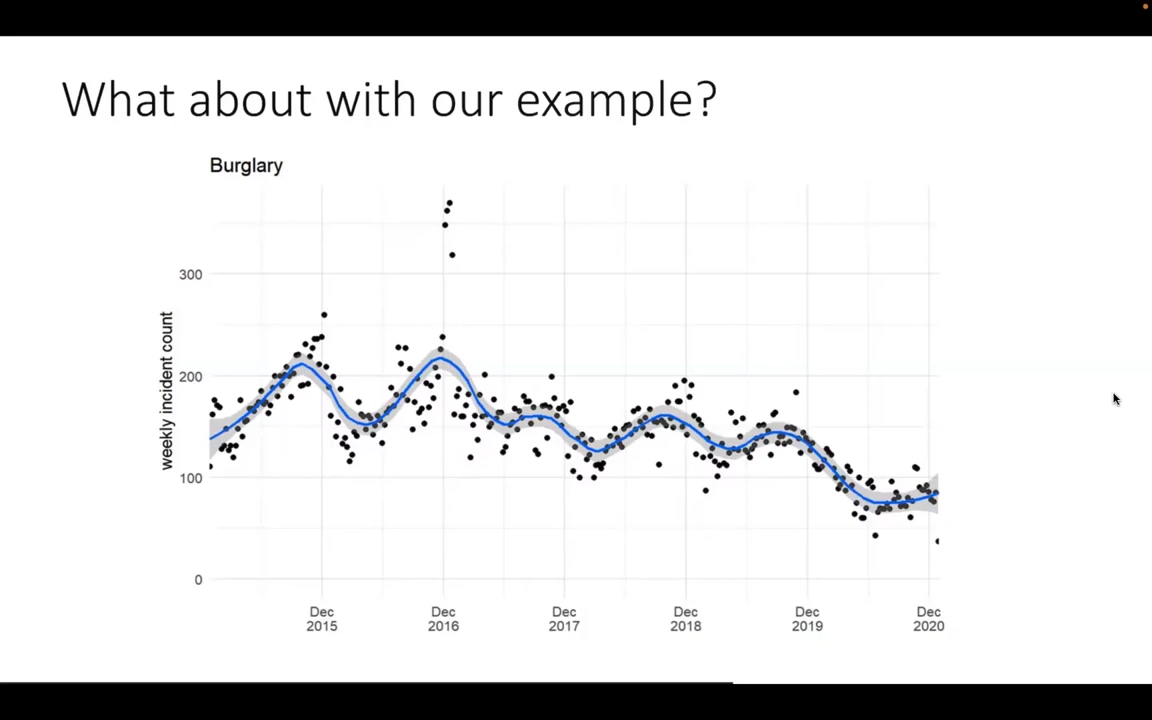 What about with our example?
Burglary
weekly incident count
300
200
100
0
Dec
2015
Dec
2016
Dec
2017
Dec
2018
Dec
2019
Dec
2020